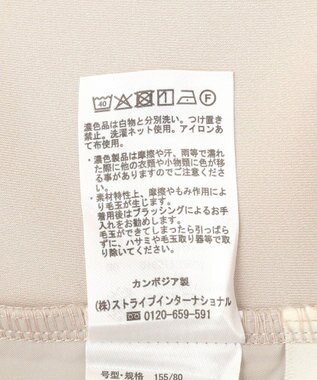 40 F
濃色品は白物と分別洗い。つけ置き
禁止。洗濯ネット使用。アイロンあ
て布使用。
・濃色製品は摩擦や汗、雨等で濡れ
た際に他の衣類や小物類に色が移
る事がありますのでご注意くださ
い。
・素材特性上、摩擦やもみ作用によ
り毛玉が生じます。
着用後はブラッシングによるお手
入れをお勧めします。
毛玉ができてしまったら引っぱら
ずに、ハサミや毛玉取り器等で取
り除いて下さい。
カンボジア製
(株)ストライプインターナショナル
0120-659-591
号型・规格 155/80